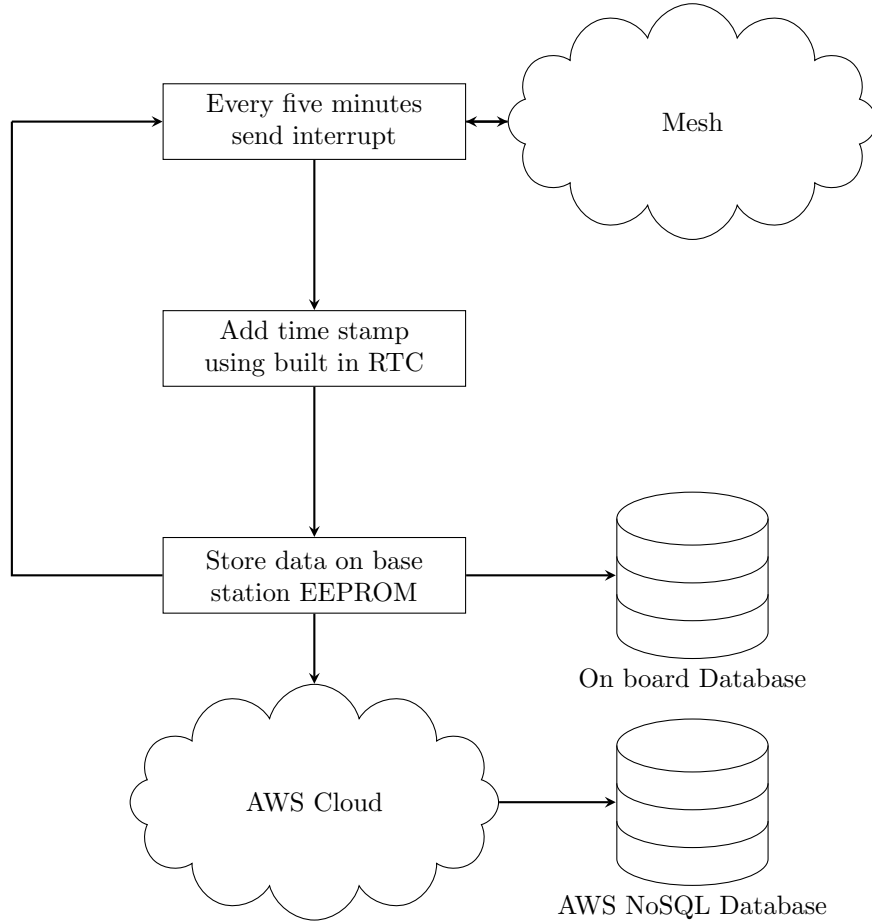 Every five minutes
send interrupt
Mesh
Add time stamp
using built in RTC
Store data on base
station EEPROM
On board Database
AWS Cloud
AWS NoSQL Database